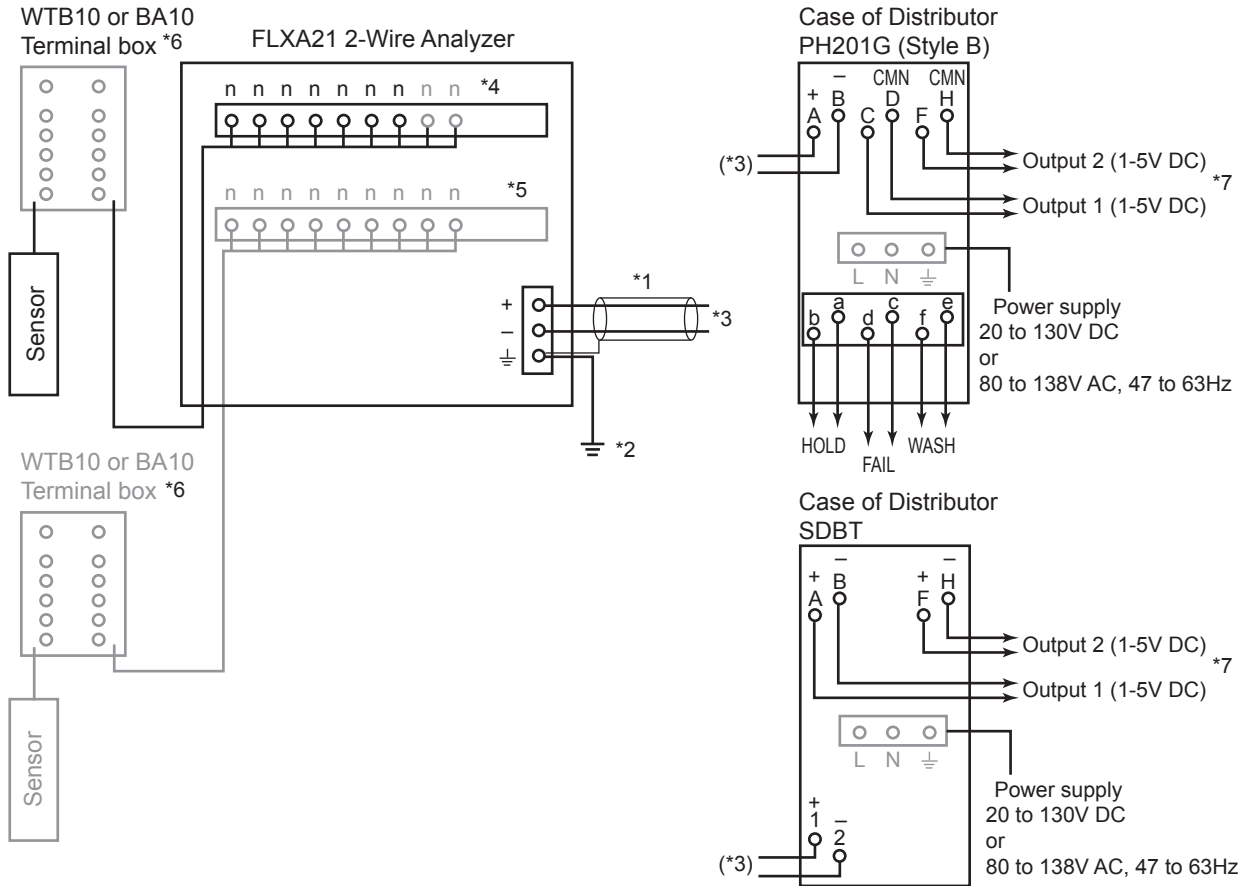 WTB10 or BA10
Terminal box *6
FLXA21 2-Wire Analyzer
n n n n n n n n n *4
n n n n n n n n n *5
Sensor
+
–
*1
*3
*2
WTB10 or BA10
Terminal box *6
Sensor
Case of Distributor
PH201G (Style B)
– CMN CMN
+ B D H
A C F
(*3)
Output 2 (1-5V DC)
*7
Output 1 (1-5V DC)
L N
a c e
b d f
Power supply
20 to 130V DC
or
80 to 138V AC, 47 to 63Hz
HOLD FAIL WASH
Case of Distributor
SDBT
– –
+ B + H
A F
Output 2 (1-5V DC)
*7
Output 1 (1-5V DC)
L N
Power supply
20 to 130V DC
or
80 to 138V AC, 47 to 63Hz
+
1 –
2
(*3)